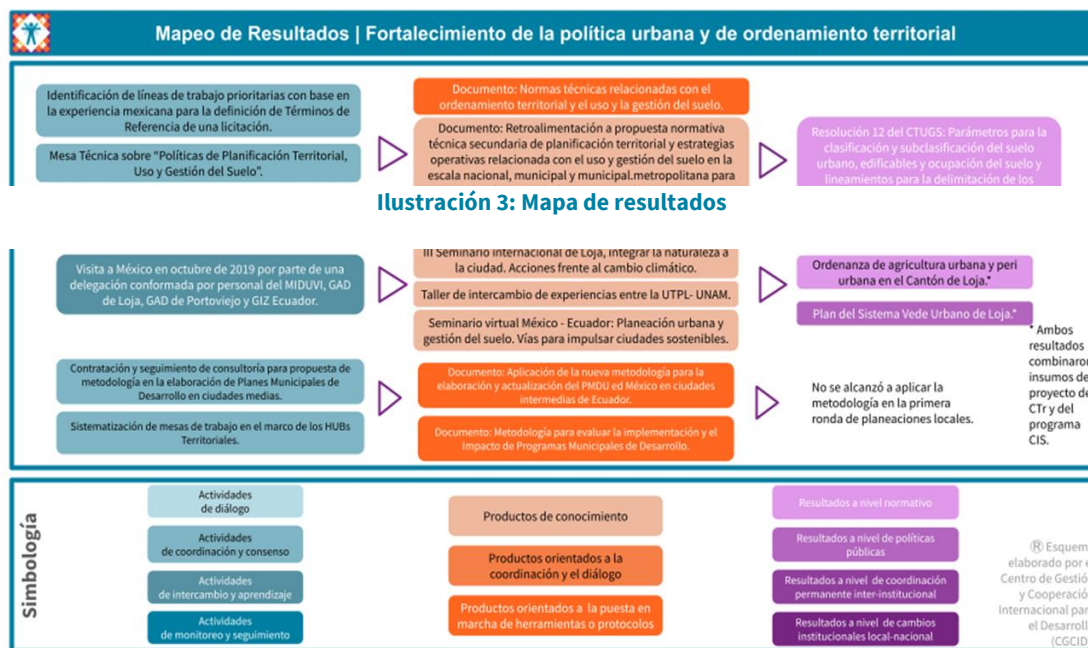 Mapeo de Resultados | Fortalecimiento de la política urbana y de ordenamiento territorial
Identificación de líneas de trabajo prioritarias con base en
la experiencia mexicana para la definición de Términos de
Referencia de una licitación.
Mesa Técnica sobre "Políticas de Planificación Territorial,
Uso y Gestión del Suelo".
Documento: Normas técnicas relacionadas con el
ordenamiento territorial y el uso y la gestión del suelo.
Documento: Retroalimentación a propuesta normativa
técnica secundaria de planificación territorial y estrategias
operativas relacionada con el uso y gestión del suelo en la
escala nacional, municipal y municipal.metropolitana para
Resolución 12 del CTUGS: Parámetros para la
clasificación y subclasificación del suelo
urbano, edificables y ocupación del suelo y
lineamientos para la delimitación de los
Ilustración 3: Mapa de resultados
Visita a México en octubre de 2019 por parte de una
delegación conformada por personal del MIDUVI, GAD
de Loja, GAD de Portoviejo y GIZ Ecuador.
III Seminario internacional de Loja, integrar la naturaleza a
la ciudad. Acciones frente al cambio climático.
Taller de intercambio de experiencias entre la UTPL- UNAM.
Seminario virtual México - Ecuador: Planeación urbana y
gestión del suelo. Vías para impulsar ciudades sostenibles.
Ordenanza de agricultura urbana y peri
urbana en el Cantón de Loja.*
Plan del Sistema Vede Urbano de Loja.*
* Ambos
resultados
combinaron
insumos de
proyecto de
CTr y del
programa
CIS.
Contratación y seguimiento de consultoría para propuesta de
metodología en la elaboración de Planes Municipales de
Desarrollo en ciudades medias.
Sistematización de mesas de trabajo en el marco de los HUBs
Territoriales.
Documento: Aplicación de la nueva metodología para la
elaboración y actualización del PMDU ed México en ciudades
intermedias de Ecuador.
Documento: Metodología para evaluar la implementación y el
impacto de Programas Municipales de Desarrollo.
No se alcanzó a aplicar la
metodología en la primera
ronda de planeaciones locales.
Simbología
Actividades
de diálogo
Actividades
de coordinación y consenso
Actividades
de intercambio y aprendizaje
Actividades
de monitoreo y seguimiento
Productos de conocimiento
Productos orientados a la
coordinación y el diálogo
Productos orientados a la puesta en
marcha de herramientas o protocolos
Resultados a nivel normativo
Resultados a nivel de políticas
públicas
Resultados a nivel de coordinación
permanente inter-institucional
Resultados a nivel de cambios
institucionales local-nacional
® Esquem
elaborado por e
Centro de Gestió
y Cooperació
Internacional par
el Desarroll
(CGCID